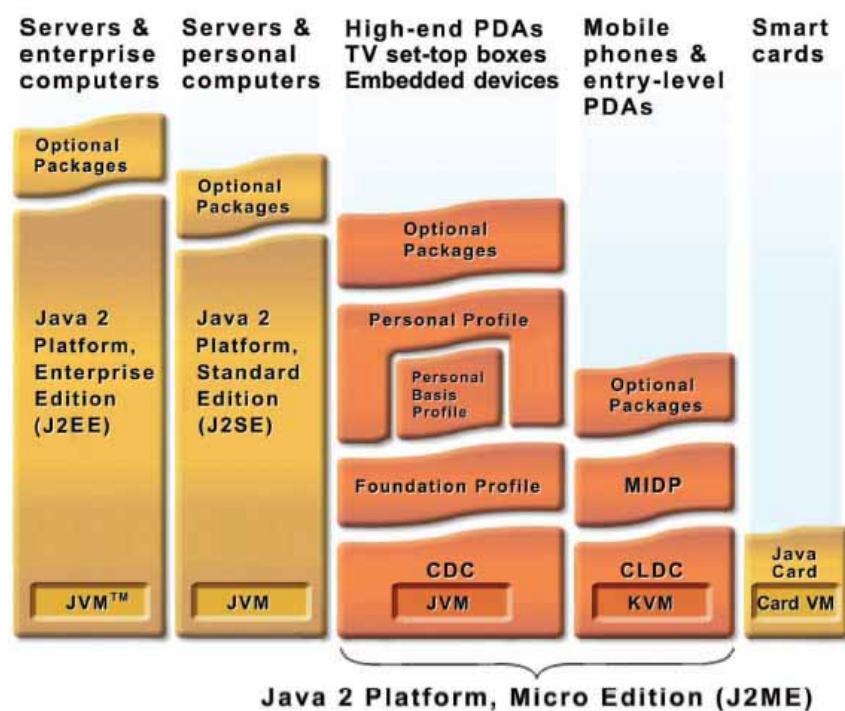 Servers &
enterprise
computers
Servers &
personal
computers
High-end PDAs
TV set-top boxes
Embedded devices
Mobile
phones &
entry-level
PDAs
Smart
cards
Optional
Packages
Java 2
Platform,
Enterprise
Edition
(J2EE)
JVM™
Optional
Packages
Java 2
Platform,
Standard
Edition
(J2SE)
JVM
Optional
Packages
Personal Profile
Personal
Basis
Profile
Foundation Profile
CDC
JVM
Optional
Packages
MIDP
CLDC
KVM
Java
Card
Card VM
Java 2 Platform, Micro Edition (J2ME)